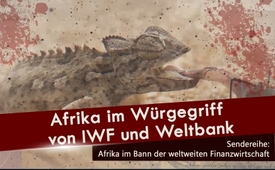 Afrika im Würgegriff
von IWF und Weltbank
Sendereihe:
Afrika im Bann der weltweiten Finanzwirtschaft